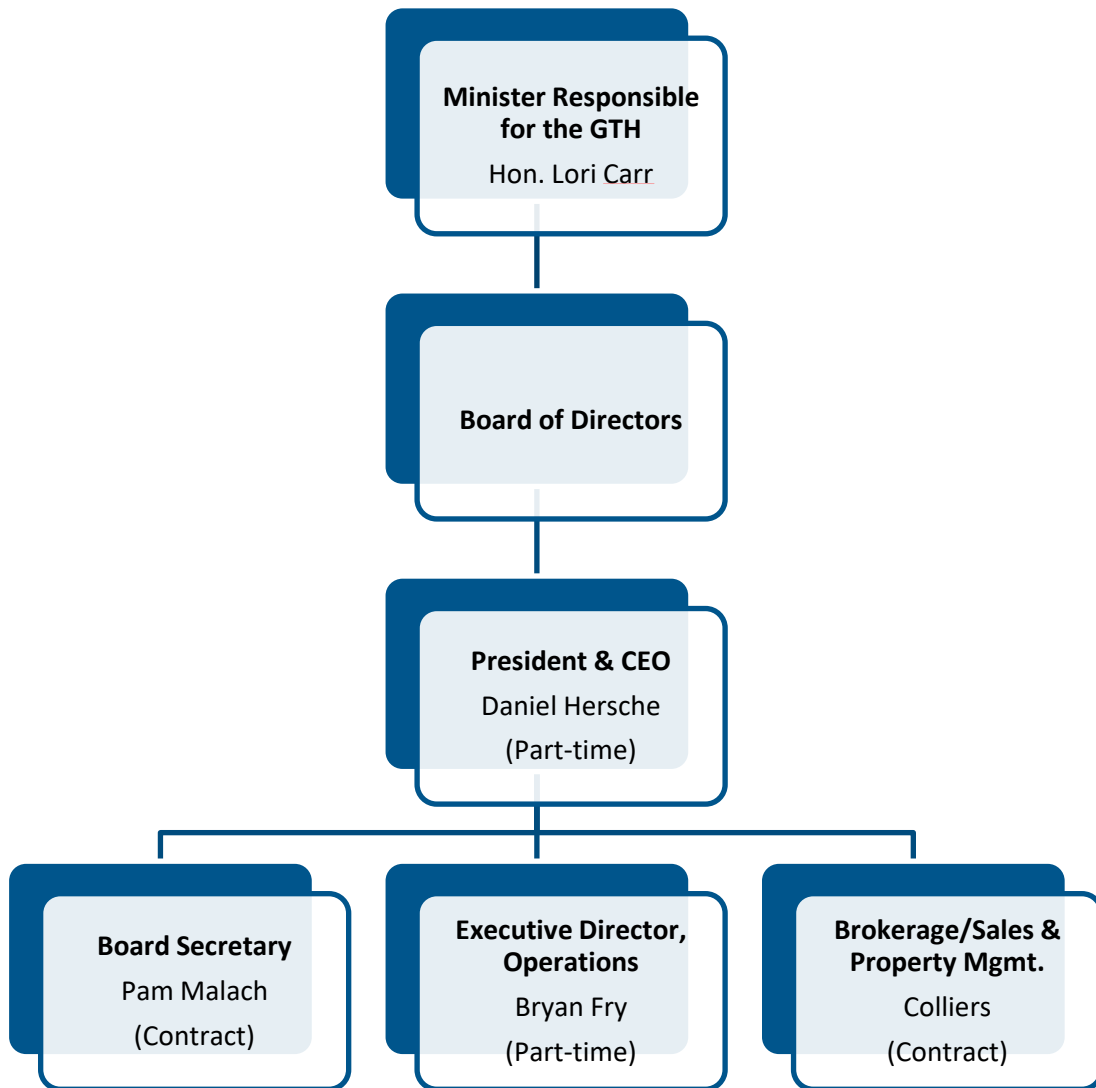 Minister Responsible
for the GTH
Hon. Lori Carr
Board of Directors
President & CEO
Daniel Hersche
(Part-time)
Board Secretary
Pam Malach
(Contract)
Executive Director,
Operations
Bryan Fry
(Part-time)
Brokerage/Sales &
Property Mgmt.
Colliers
(Contract)